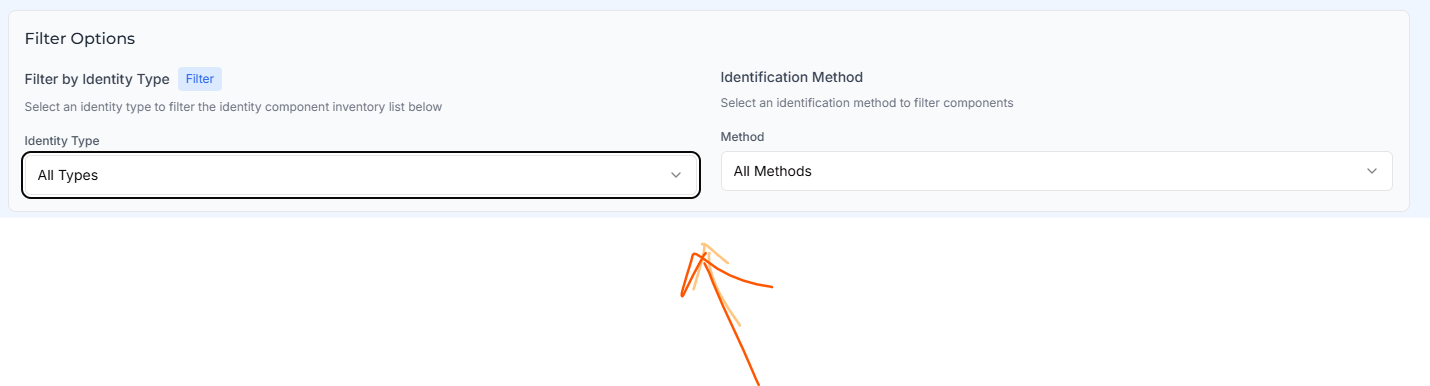 Filter Options
Filter by Identity Type Filter
Select an identity type to filter the identity component inventory list below
Identity Type
All Types
Identification Method
Select an identification method to filter components
Method
All Methods